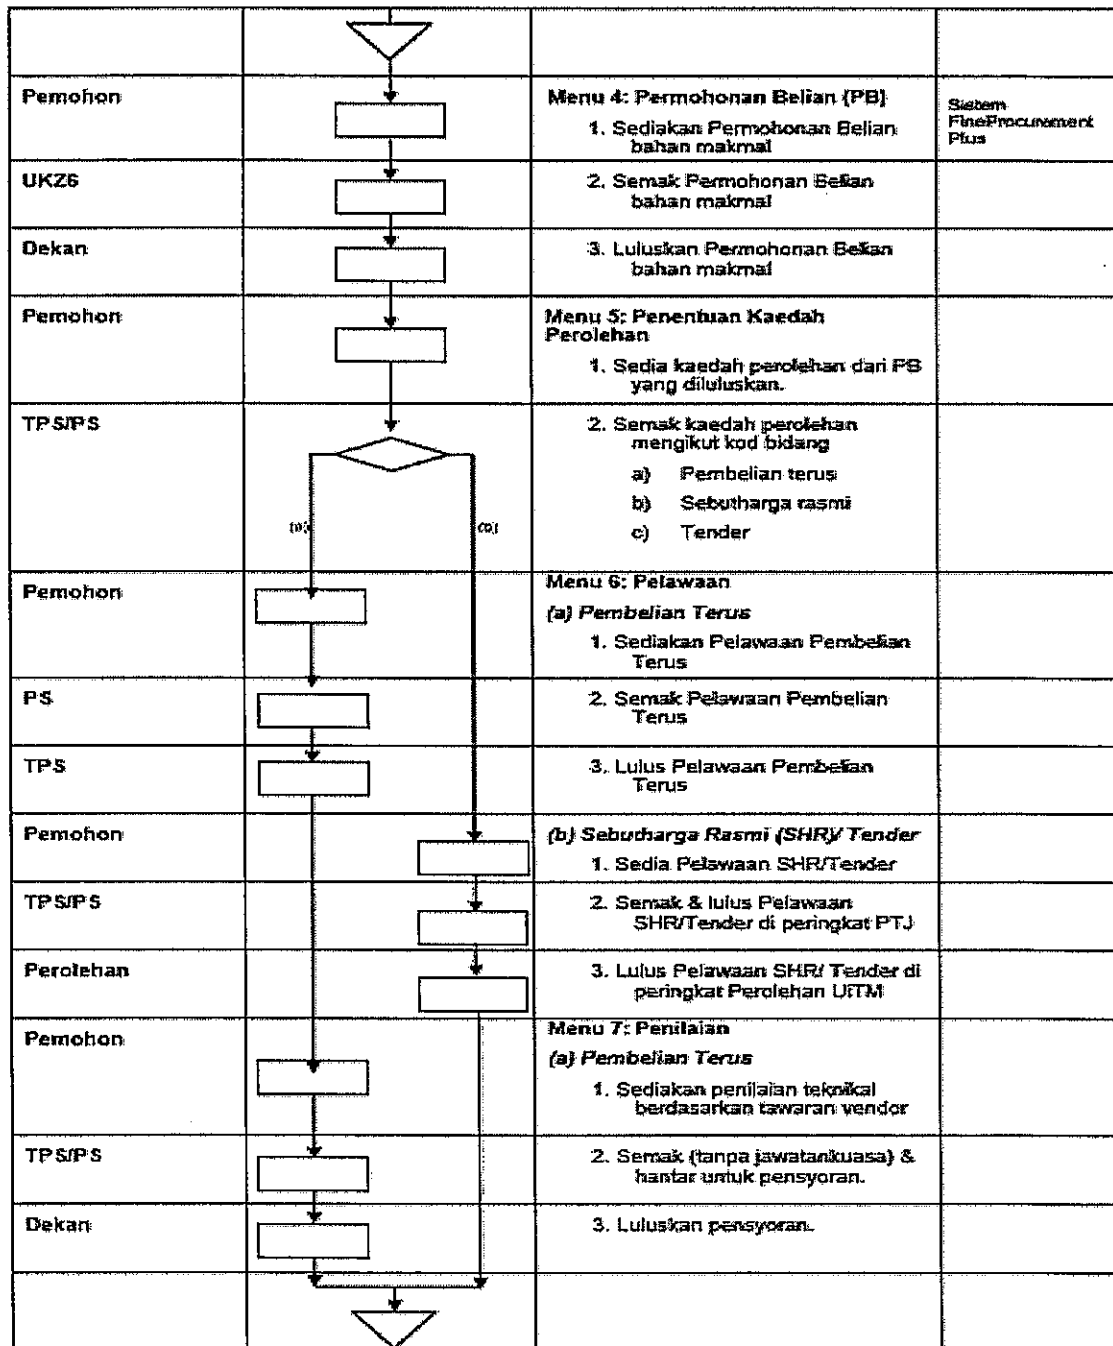 Pemohon
Menu 4: Permohonan Belian (PB)
1. Sediakan Permohonan Belian
bahan makmal
Sistem
FineProcurement
Plus
UKZ6
2. Semak Permohonan Belian
bahan makmal
Dekan
3. Luluskan Permohonan Belian
bahan makmal
Pemohon
Menu 5: Penentuan Kaedah
Perolehan
1. Sedia kaedah perolehan dari PB
yang diluluskan.
TPS/PS
2. Semak kaedah perolehan
mengikut kod bidang
a) Pembelian terus
b) Sebutharga rasmi
c) Tender
(a)
(b)
Pemohon
Menu 6: Pelawaan
(a) Pembelian Terus
1. Sediakan Pelawaan Pembelian
Terus
PS
2. Semak Pelawaan Pembelian
Terus
TPS
3. Lulus Pelawaan Pembelian
Terus
Pemohon
(b) Sebutharga Rasmi (SHR)/ Tender
1. Sedia Pelawaan SHR/Tender
TPS/PS
2. Semak & lulus Pelawaan
SHR/Tender di peringkat PTJ
Perolehan
3. Lulus Pelawaan SHR/ Tender di
peringkat Perolehan UiTM
Pemohon
Menu 7: Penilaian
(a) Pembelian Terus
1. Sediakan penilaian teknikal
berdasarkan tawaran vendor
TPS/PS
2. Semak (tanpa jawatankuasa) &
hantar untuk pensyoran.
Dekan
3. Luluskan pensyoran.